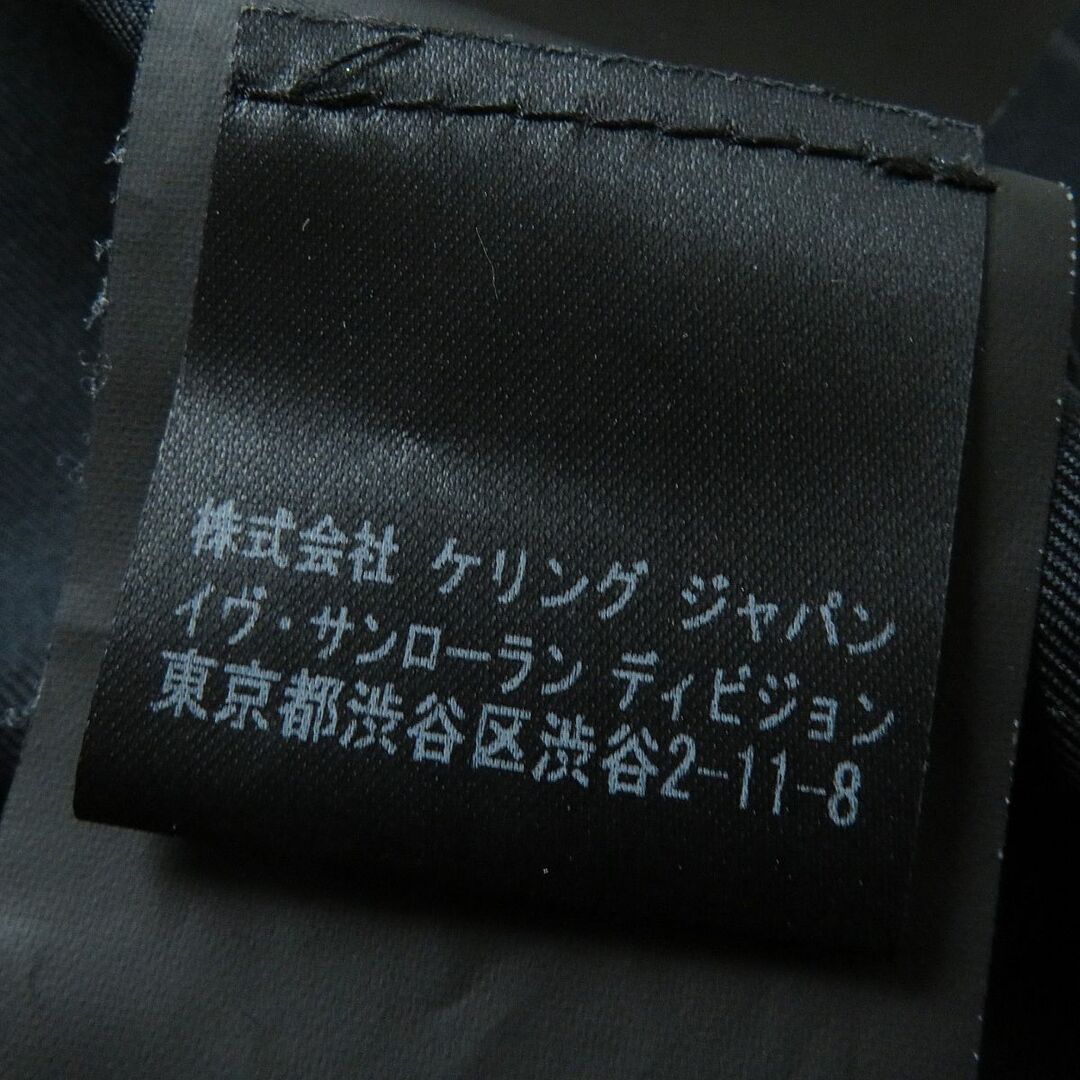 株式会社 ケリング ジャパン
イヴ・サンローラン ディビジョン
東京都渋谷区渋谷2-11-8